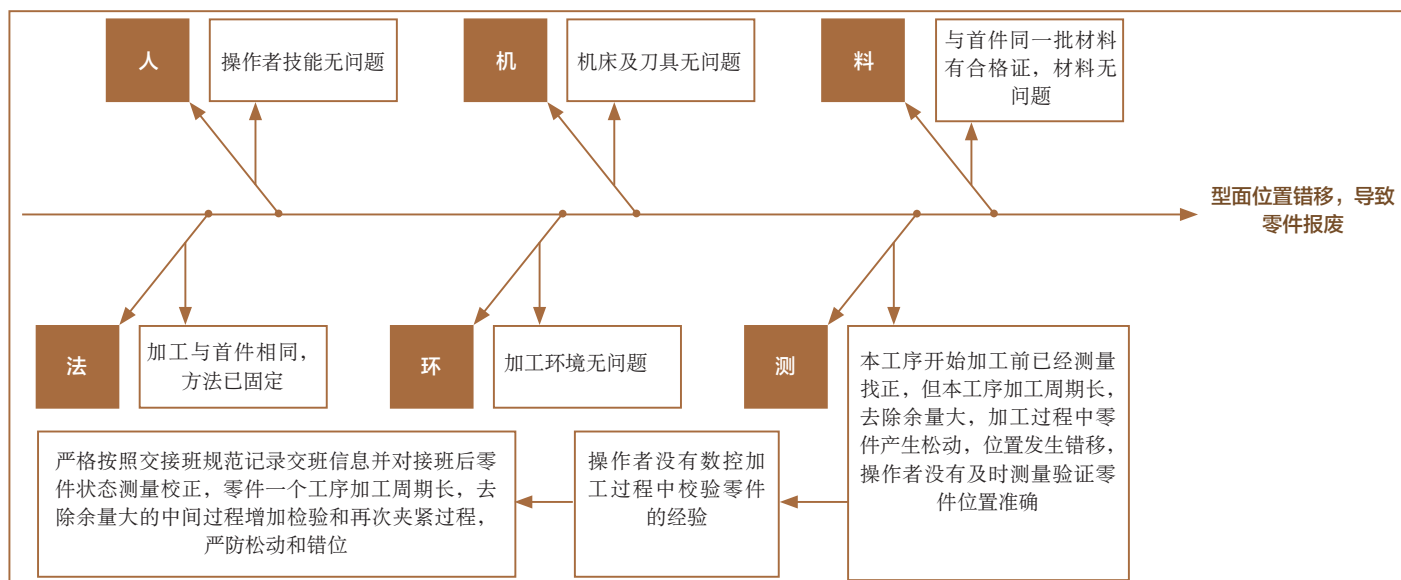 人
操作者技能无问题
机
机床及刀具无问题
料
与首件同一批材料
有合格证，材料无
问题
型面位置错移，导致
零件报废
法
加工与首件相同，
方法已固定
环
加工环境无问题
测
本工序开始加工前已经测量
找正，但本工序加工周期长，
去除余量大，加工过程中零
件产生松动，位置发生错移，
操作者没有及时测量验证零
件位置准确
操作者没有数控加
工过程中校验零件
的经验
严格按照交接班规范记录交班信息并对接班后零
件状态测量校正，零件一个工序加工周期长，去
除余量大的中间过程增加检验和再次夹紧过程，
严防松动和错位